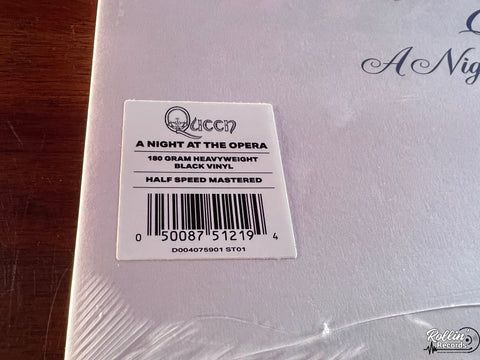 A Nig
Queen
A NIGHT AT THE OPERA
180 GRAM HEAVYWEIGHT
BLACK VINYL
HALF SPEED MASTERED
0 50087 51219 4
D004075901 ST01
Rollin'
Records